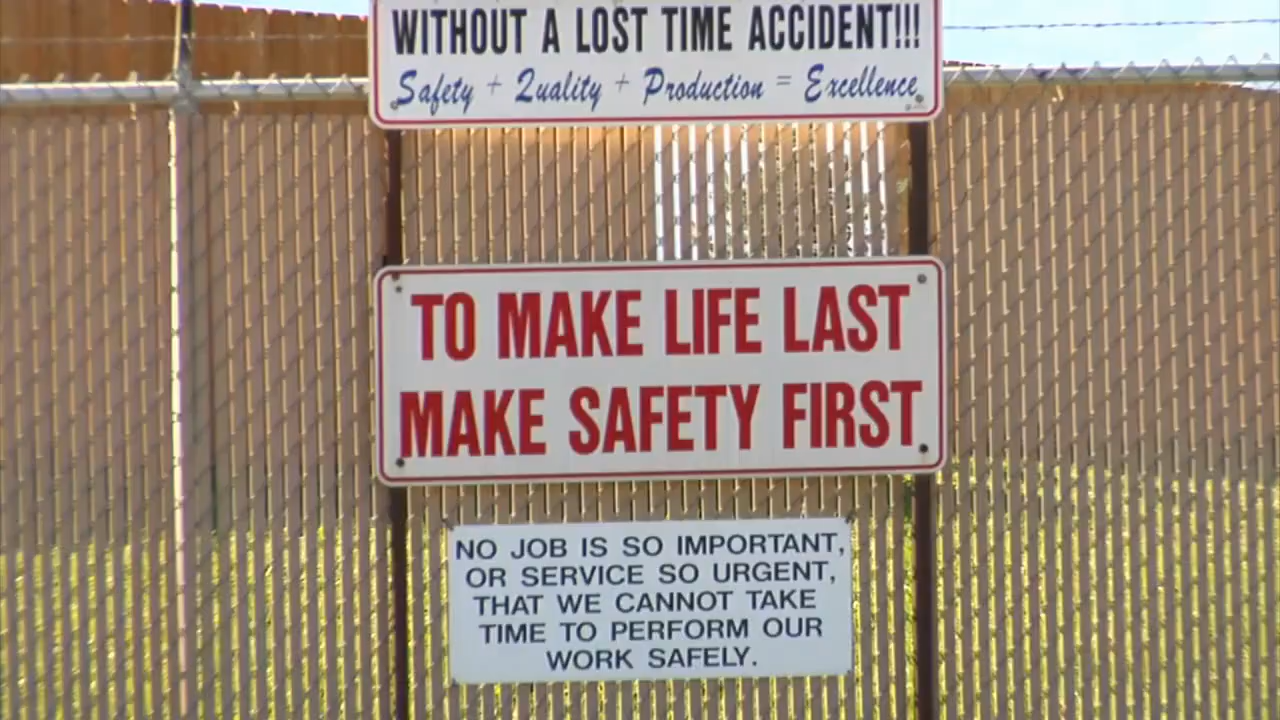 WITHOUT A LOST TIME ACCIDENT!!!
Safety + Quality + Production = Excellence
TO MAKE LIFE LAST
MAKE SAFETY FIRST
NO JOB IS SO IMPORTANT,
OR SERVICE SO URGENT,
THAT WE CANNOT TAKE
TIME TO PERFORM OUR
WORK SAFELY.